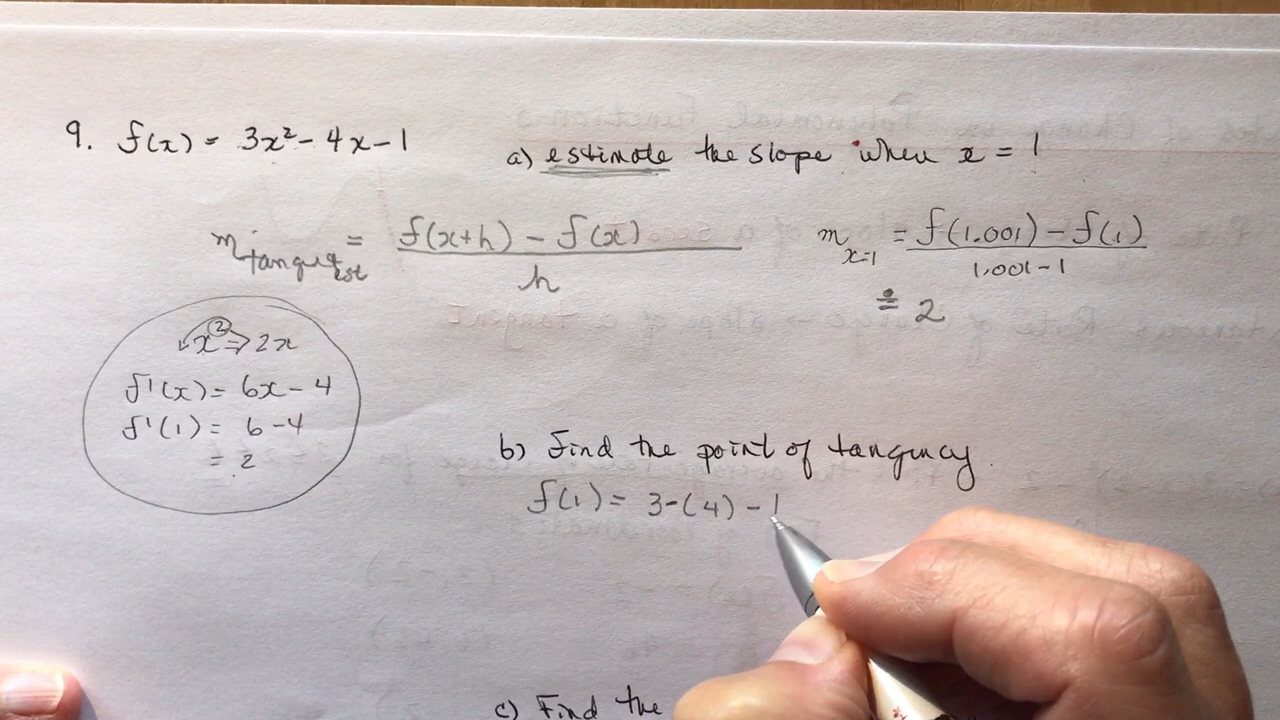 9. f(x) = 3x² - 4x - 1
a) estimate the slope when x = 1
m tangent est = f(x+h) - f(x) / h
m x=1 = f(1.001) - f(1) / 1.001 - 1
≐ 2
x² ⇒ 2x
f'(x) = 6x - 4
f'(1) = 6 - 4
= 2
b) Find the point of tangency.
f(1) = 3-(4) - 1
c) Find the